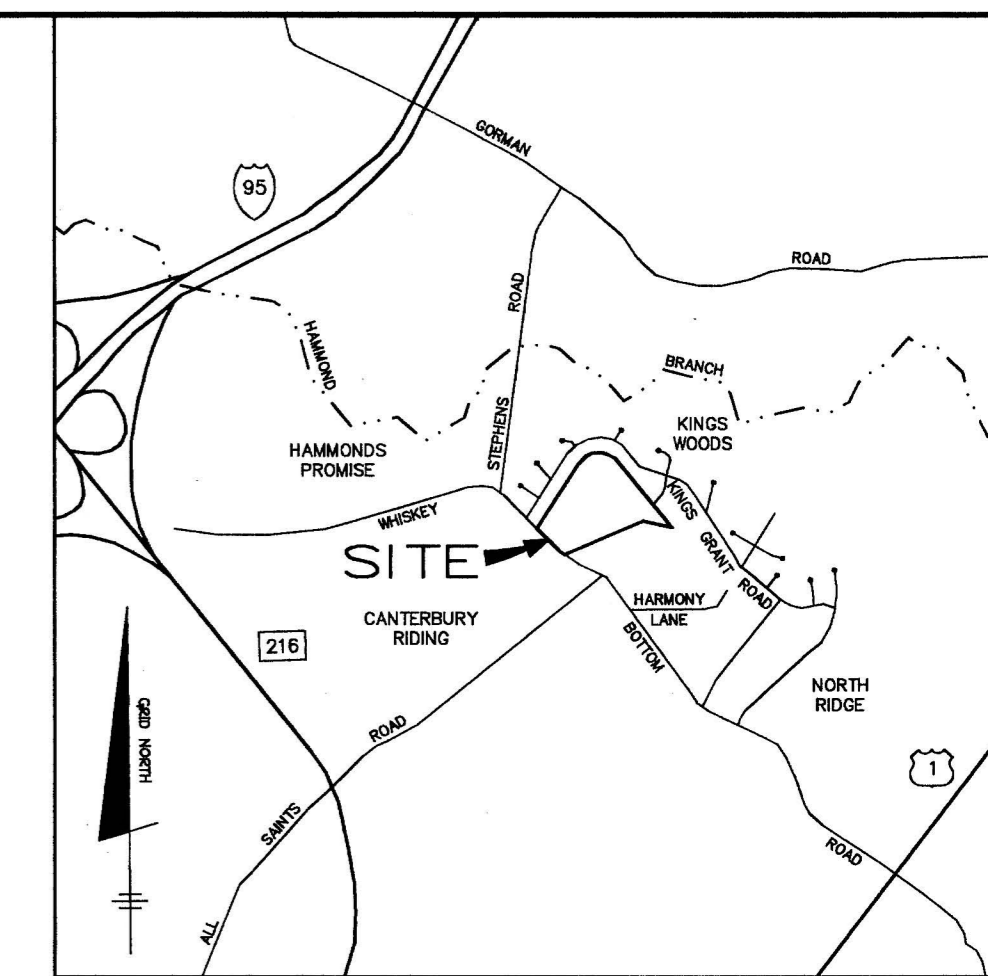 GORMAN
95
ROAD
ROAD
HAMMOND
BRANCH
KINGS
WOODS
STEPHENS
HAMMONDS
PROMISE
WHISKEY
KINGS GRANT ROAD
SITE
HARMONY
LANE
CANTERBURY
RIDING
216
BOTTOM
NORTH
RIDGE
GRID NORTH
ROAD
1
SAINTS
ROAD
ALL